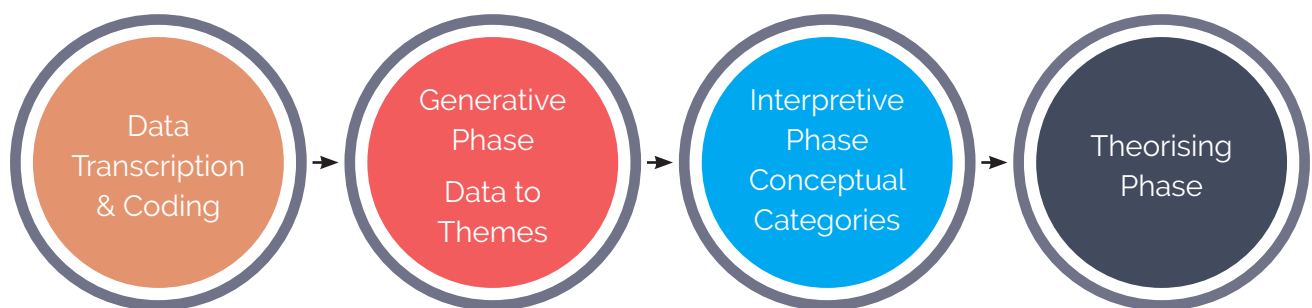 Data
Transcription
& Coding
Generative
Phase
Data to
Themes
Interpretive
Phase
Conceptual
Categories
Theorising
Phase